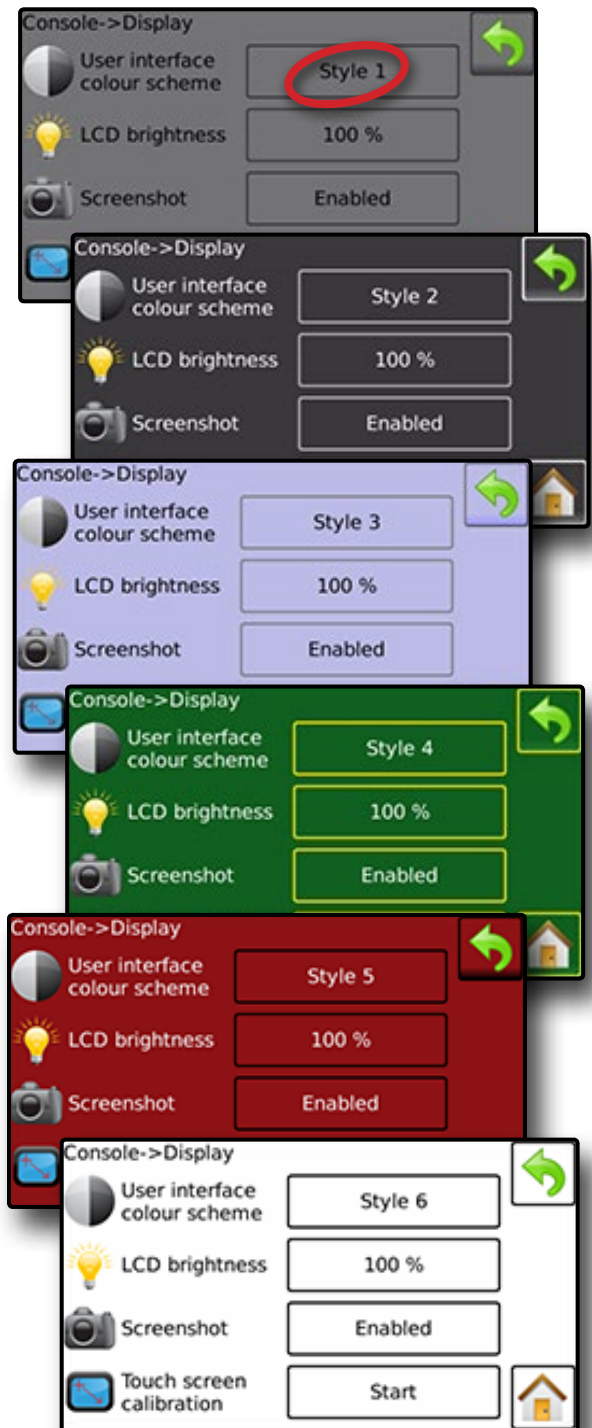 Console->Display
User interface
colour scheme
Style 1
LCD brightness
100 %
Screenshot
Enabled
Console->Display
User interface
colour scheme
Style 2
LCD brightness
100 %
Screenshot
Enabled
Console->Display
User interface
colour scheme
Style 3
LCD brightness
100 %
Screenshot
Enabled
Console->Display
User interface
colour scheme
Style 4
LCD brightness
100 %
Screenshot
Enabled
Console->Display
User interface
colour scheme
Style 5
LCD brightness
100 %
Screenshot
Enabled
Console->Display
User interface
colour scheme
Style 6
LCD brightness
100 %
Screenshot
Enabled
Touch screen
calibration
Start